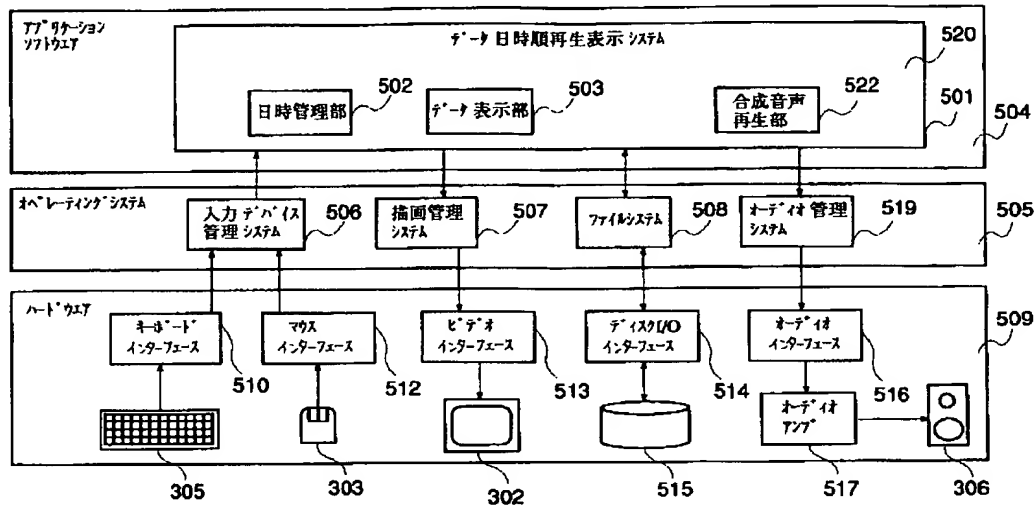 アプリケーション
ソフトウェア
データ日時順再生表示システム
520
502
503
522
日時管理部
データ表示部
合成音声
再生部
501
504
オペレーティングシステム
入力デバイス
管理システム
506
描画管理
システム
507
ファイルシステム
508
オーディオ管理
システム
519
505
ハードウエア
キーボード
インターフェース
マウス
インターフェース
ビデオ
インターフェース
ディスクI/O
インターフェース
オーディオ
インターフェース
509
510
512
513
514
516
オーディオ
アンプ
305
303
302
515
517
306